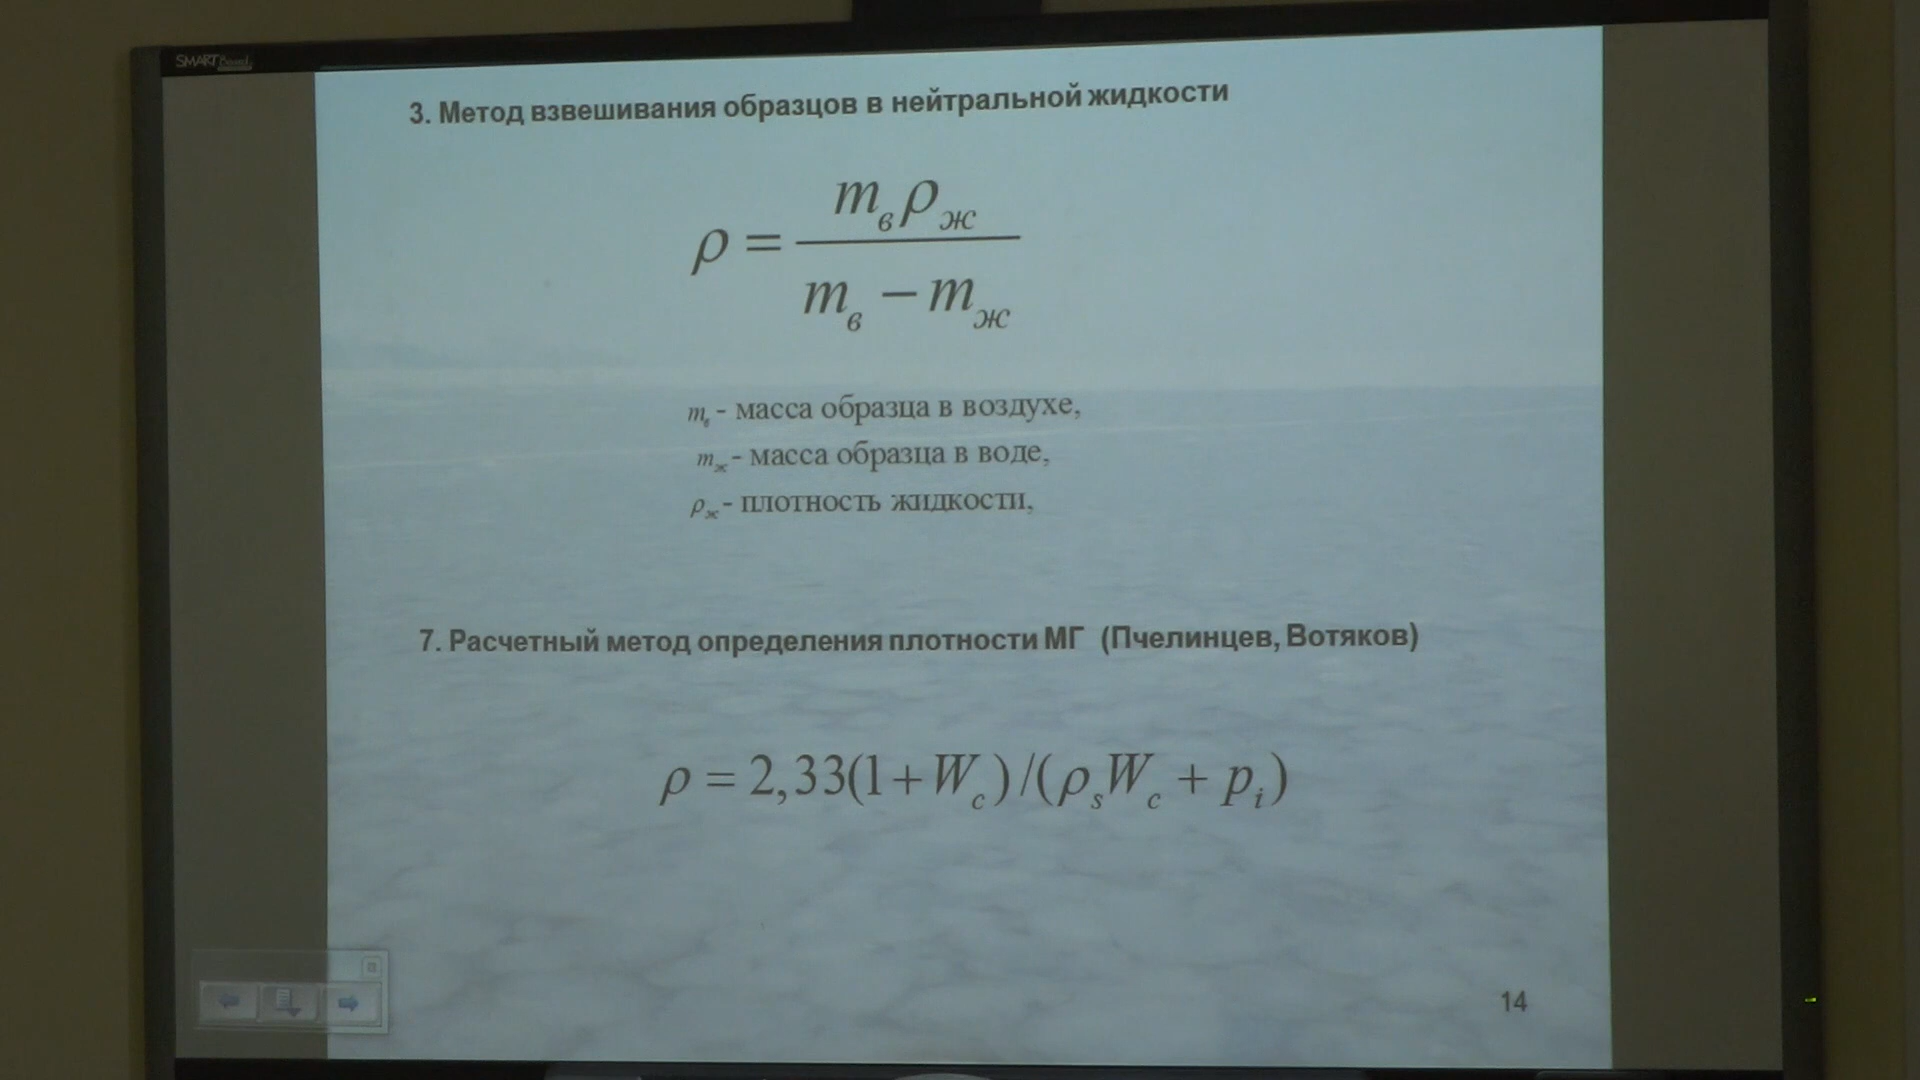 SMART Board
3. Метод взвешивания образцов в нейтральной жидкости
ρ = m_в ρ_ж / (m_в − m_ж)
m_в - масса образца в воздухе,
m_ж - масса образца в воде,
ρ_ж - плотность жидкости,
7. Расчетный метод определения плотности МГ (Пчелинцев, Вотяков)
ρ = 2,33(1+W_c)/(ρ_s W_c + p_i)
14